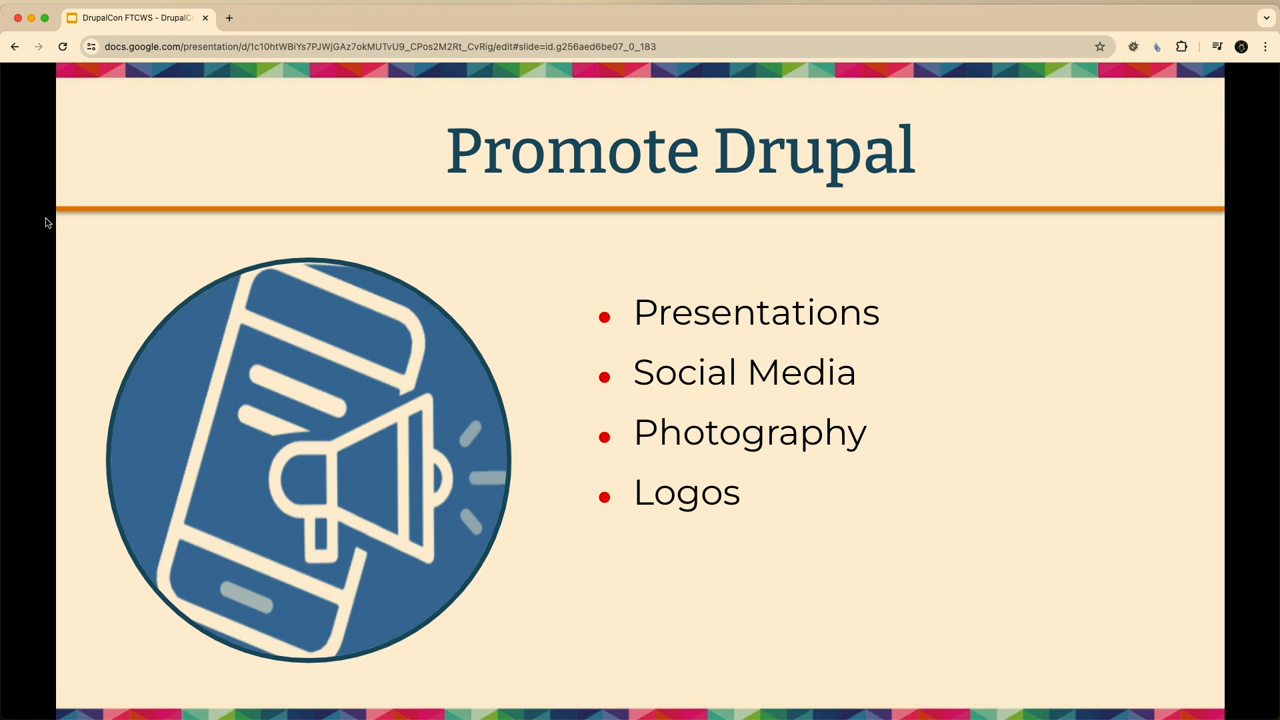 DrupalCon FTCWS - DrupalC
docs.google.com/presentation/d/1c10htWBiYs7PJWjGAz7okMUTvU9_CPos2M2Rt_CvRig/edit#slide=id.g256aed6be07_0_183
Promote Drupal
Presentations
Social Media
Photography
Logos